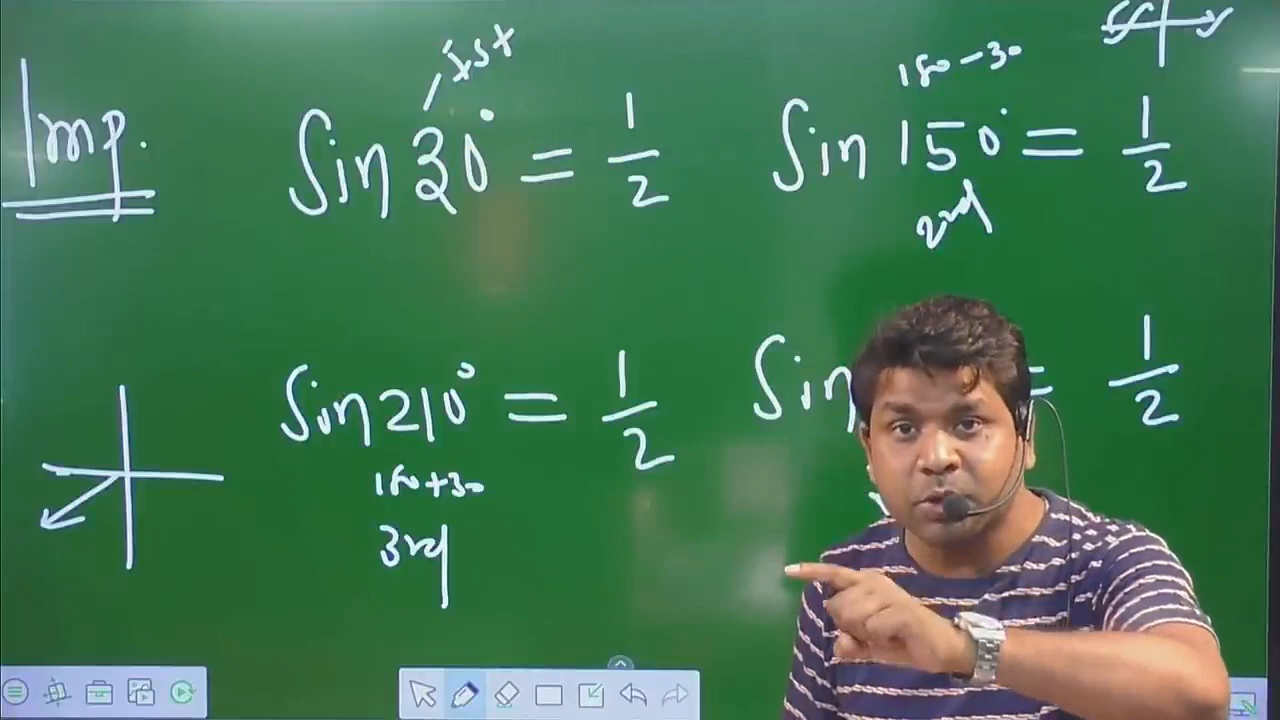 Imp.
1st
Sin 30° = 1/2
180-30
Sin 150° = 1/2
2nd
Sin 210° = 1/2
180+30
3rd
Sin = 1/2